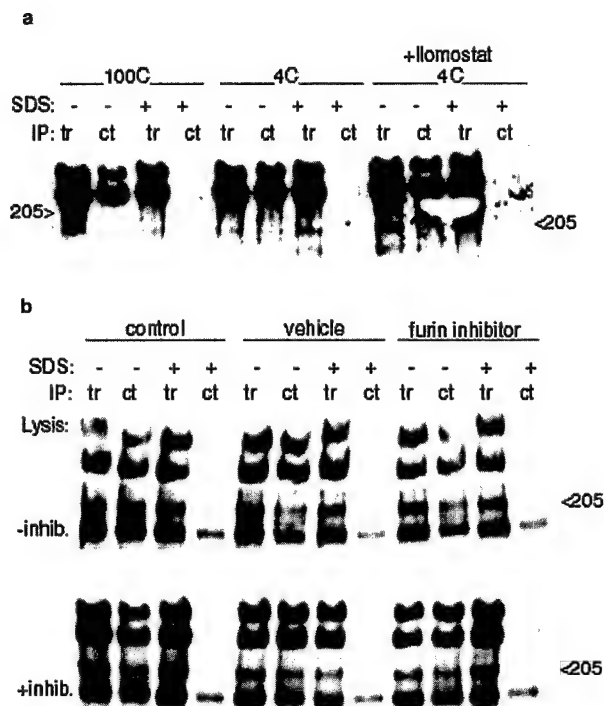 a
+Ilomostat
100C 4C 4C
SDS: - - + + - - + + - - + +
IP: tr ct tr ct tr ct tr ct tr ct tr ct
205> <205
b
control vehicle furin inhibitor
SDS: - - + + - - + + - - + +
IP: tr ct tr ct tr ct tr ct tr ct tr ct
Lysis:
<205
-inhib.
<205
+inhib.